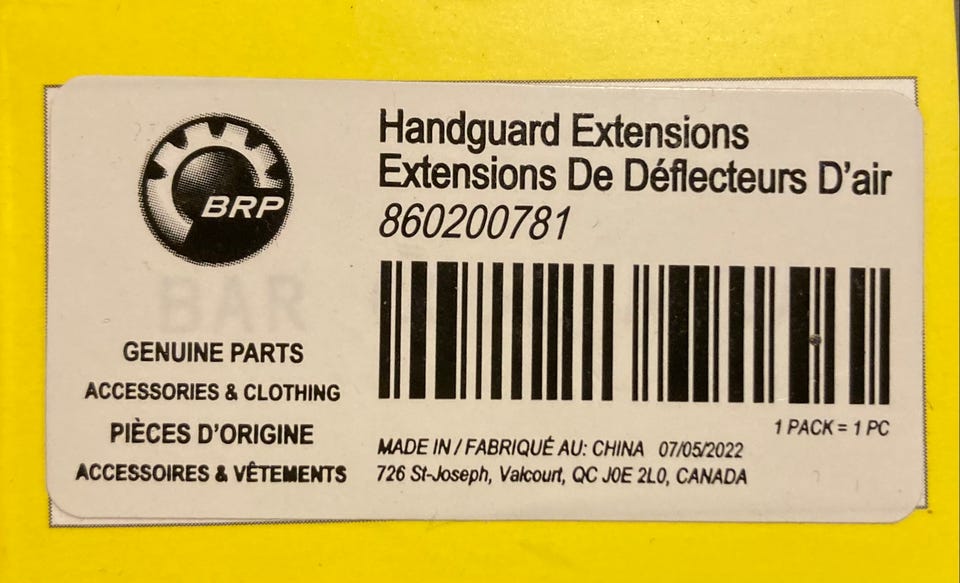 BRP
Handguard Extensions
Extensions De Déflecteurs D'air
860200781
BAR
GENUINE PARTS
ACCESSORIES & CLOTHING
PIÈCES D'ORIGINE
ACCESSOIRES & VÊTEMENTS
1 PACK = 1 PC
MADE IN / FABRIQUÉ AU: CHINA 07/05/2022
726 St-Joseph, Valcourt, QC J0E 2L0, CANADA